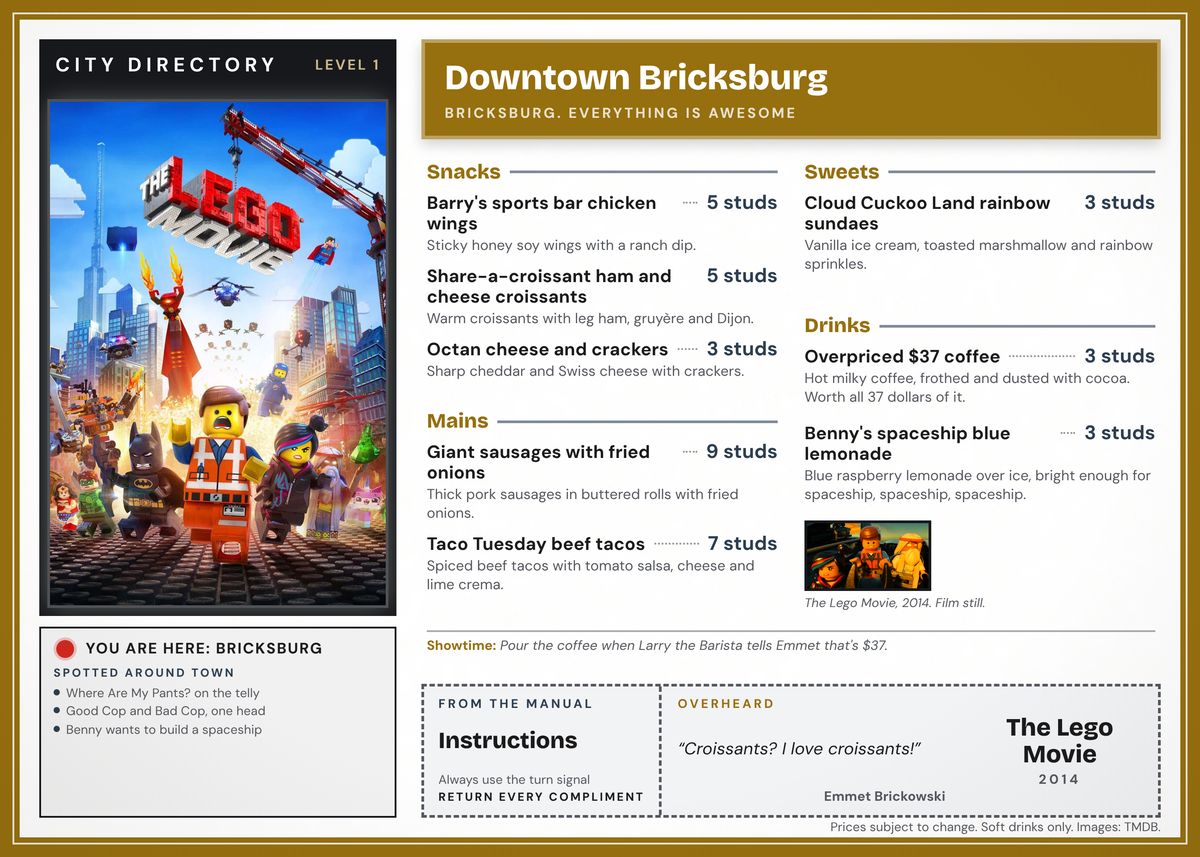 CITY DIRECTORY LEVEL 1
THE
LEGO
MOVIE
YOU ARE HERE: BRICKSBURG
SPOTTED AROUND TOWN
Where Are My Pants? on the telly
Good Cop and Bad Cop, one head
Benny wants to build a spaceship
Downtown Bricksburg
BRICKSBURG. EVERYTHING IS AWESOME
Snacks
Barry's sports bar chicken 5 studs
wings
Sticky honey soy wings with a ranch dip.
Share-a-croissant ham and 5 studs
cheese croissants
Warm croissants with leg ham, gruyère and Dijon.
Octan cheese and crackers 3 studs
Sharp cheddar and Swiss cheese with crackers.
Mains
Giant sausages with fried 9 studs
onions
Thick pork sausages in buttered rolls with fried
onions.
Taco Tuesday beef tacos 7 studs
Spiced beef tacos with tomato salsa, cheese and
lime crema.
Sweets
Cloud Cuckoo Land rainbow 3 studs
sundaes
Vanilla ice cream, toasted marshmallow and rainbow
sprinkles.
Drinks
Overpriced $37 coffee 3 studs
Hot milky coffee, frothed and dusted with cocoa.
Worth all 37 dollars of it.
Benny's spaceship blue 3 studs
lemonade
Blue raspberry lemonade over ice, bright enough for
spaceship, spaceship, spaceship.
The Lego Movie, 2014. Film still.
Showtime: Pour the coffee when Larry the Barista tells Emmet that's $37.
FROM THE MANUAL
Instructions
Always use the turn signal
RETURN EVERY COMPLIMENT
OVERHEARD
“Croissants? I love croissants!”
Emmet Brickowski
The Lego
Movie
2014
Prices subject to change. Soft drinks only. Images: TMDB.